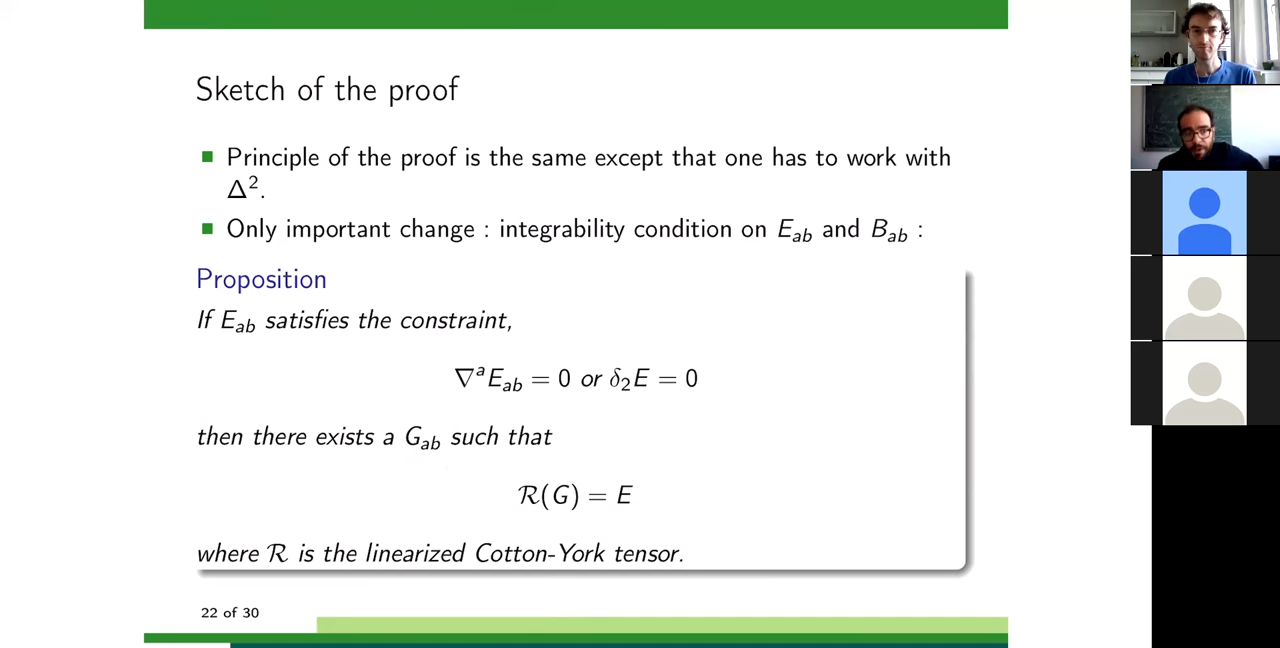 Sketch of the proof
Principle of the proof is the same except that one has to work with
Δ².
Only important change : integrability condition on E_ab and B_ab :
Proposition
If E_ab satisfies the constraint,
∇^a E_ab = 0 or δ₂E = 0
then there exists a G_ab such that
ℛ(G) = E
where ℛ is the linearized Cotton-York tensor.
22 of 30